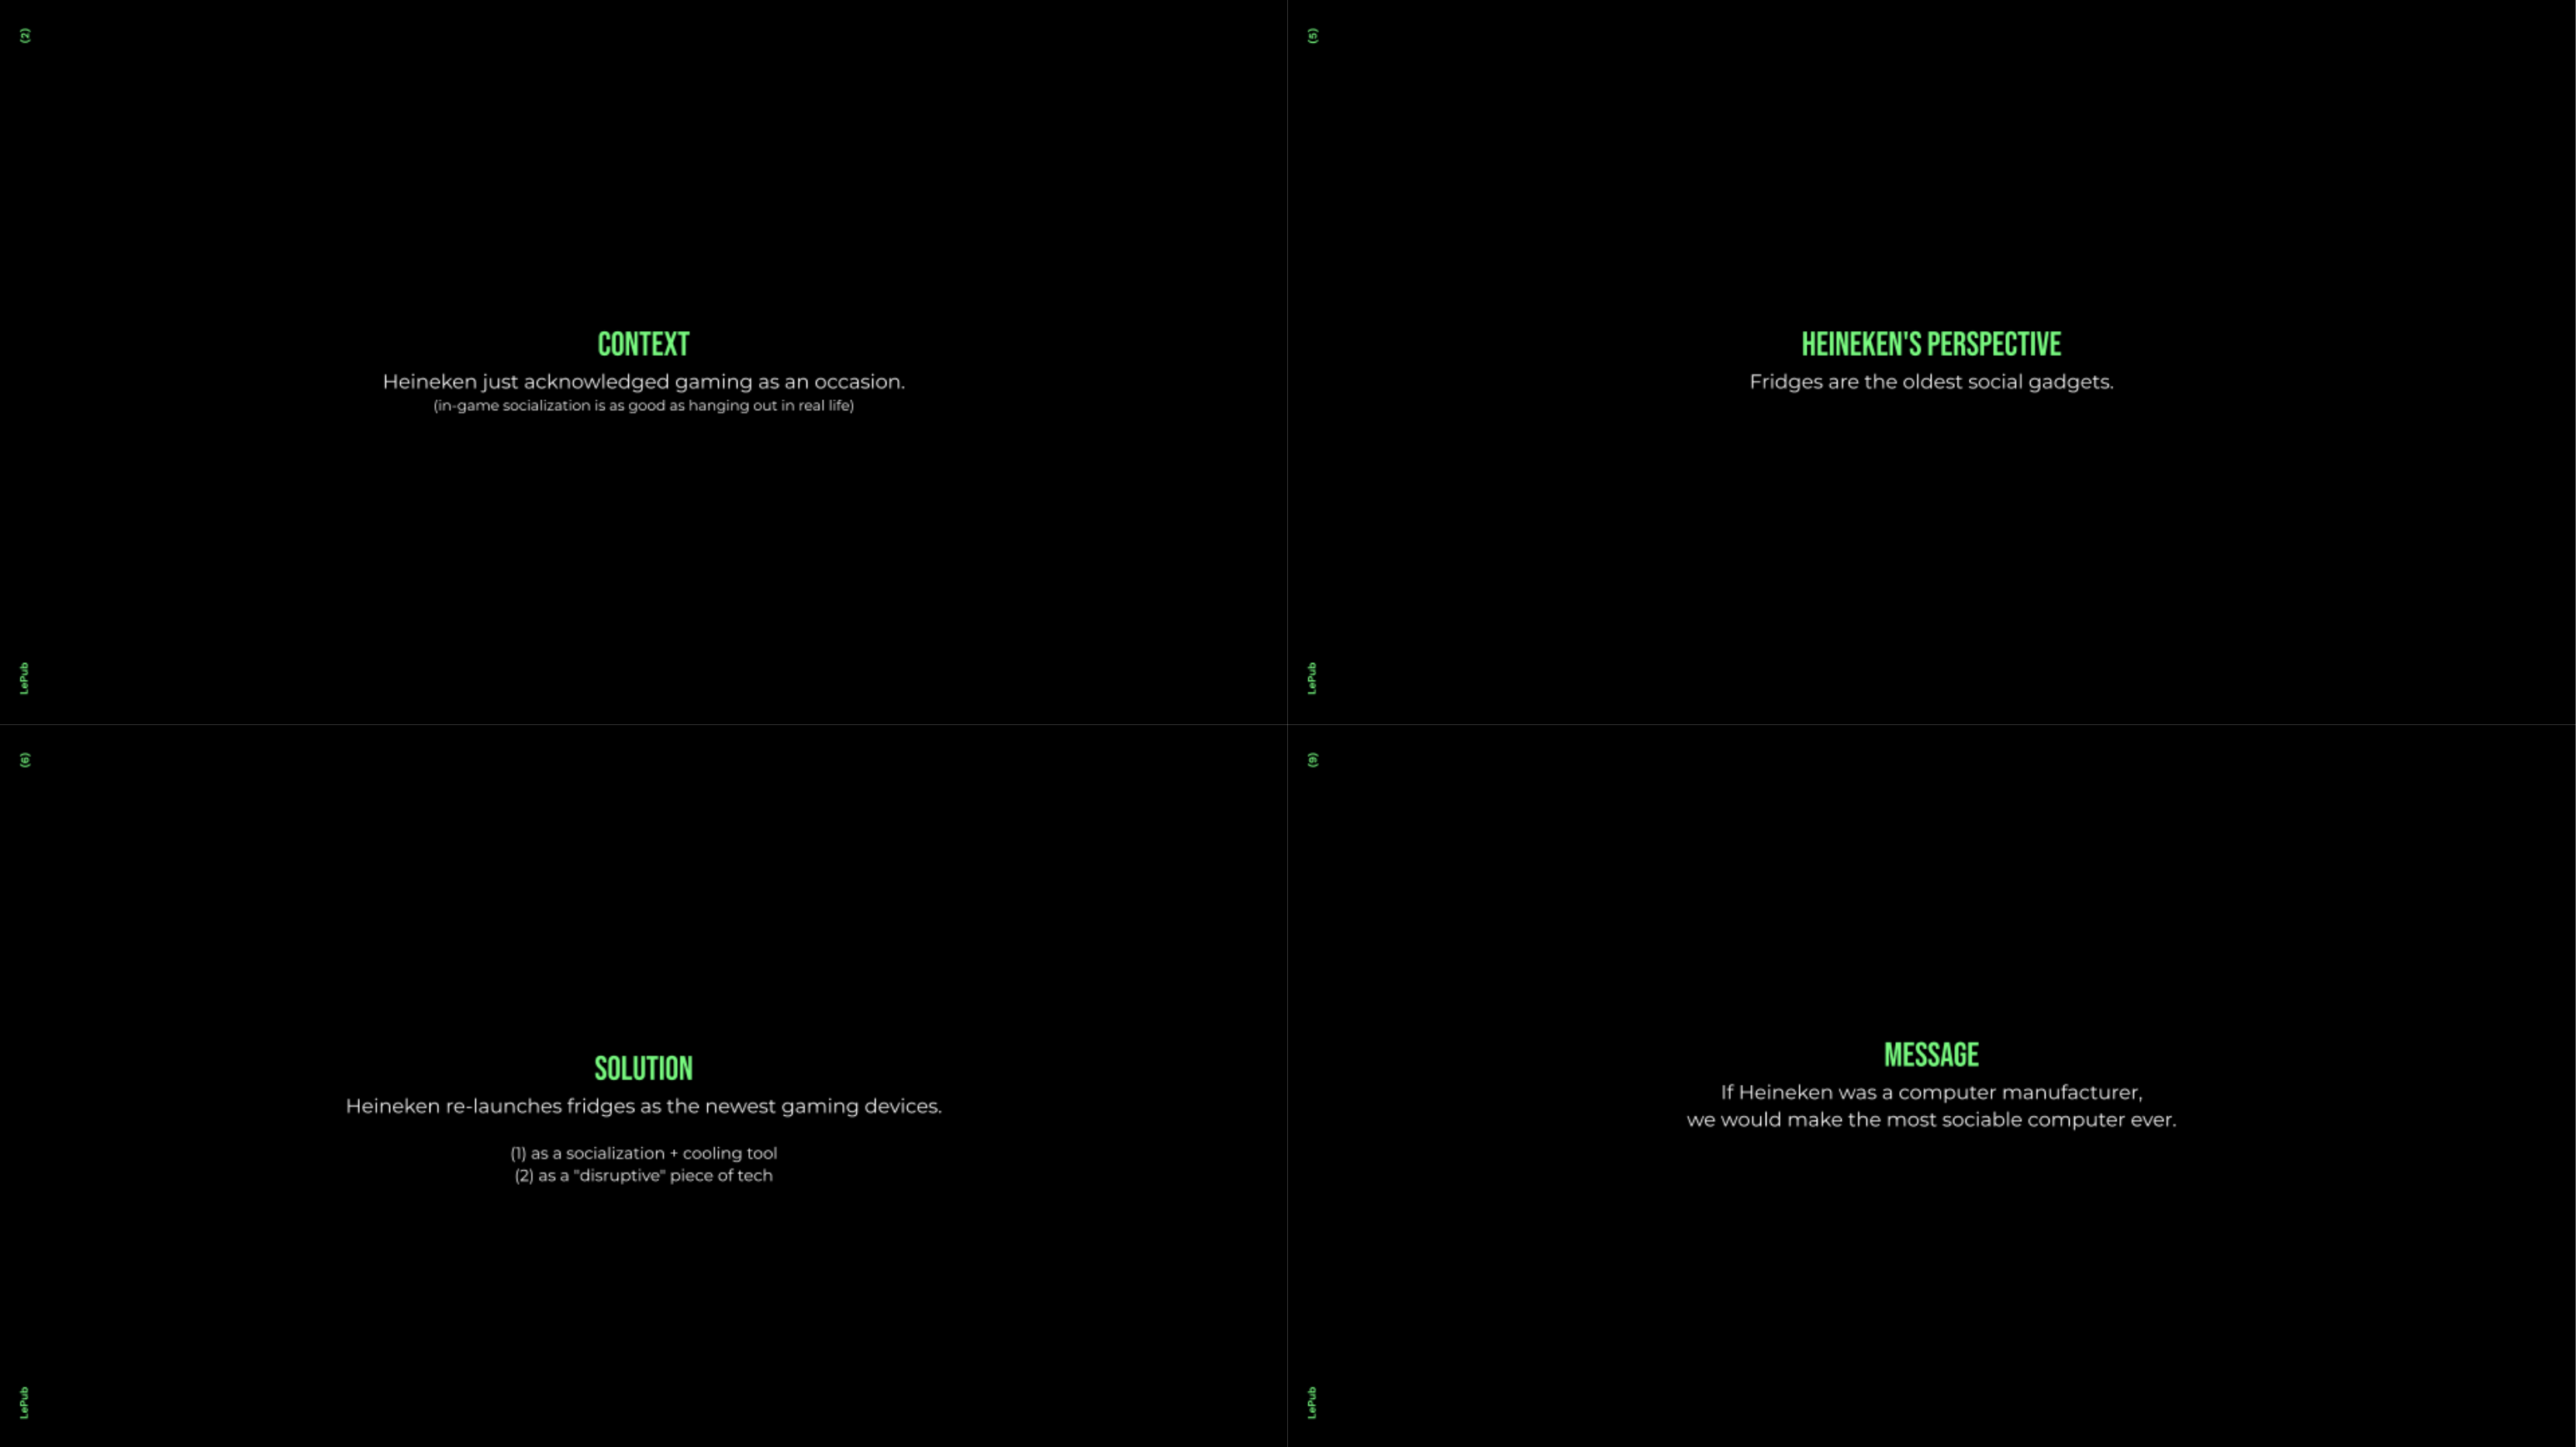 (2)
CONTEXT
Heineken just acknowledged gaming as an occasion.
(in-game socialization is as good as hanging out in real life)
LePub
(5)
HEINEKEN'S PERSPECTIVE
Fridges are the oldest social gadgets.
LePub
(6)
SOLUTION
Heineken re-launches fridges as the newest gaming devices.
(1) as a socialization + cooling tool
(2) as a "disruptive" piece of tech
LePub
(9)
MESSAGE
If Heineken was a computer manufacturer,
we would make the most sociable computer ever.
LePub